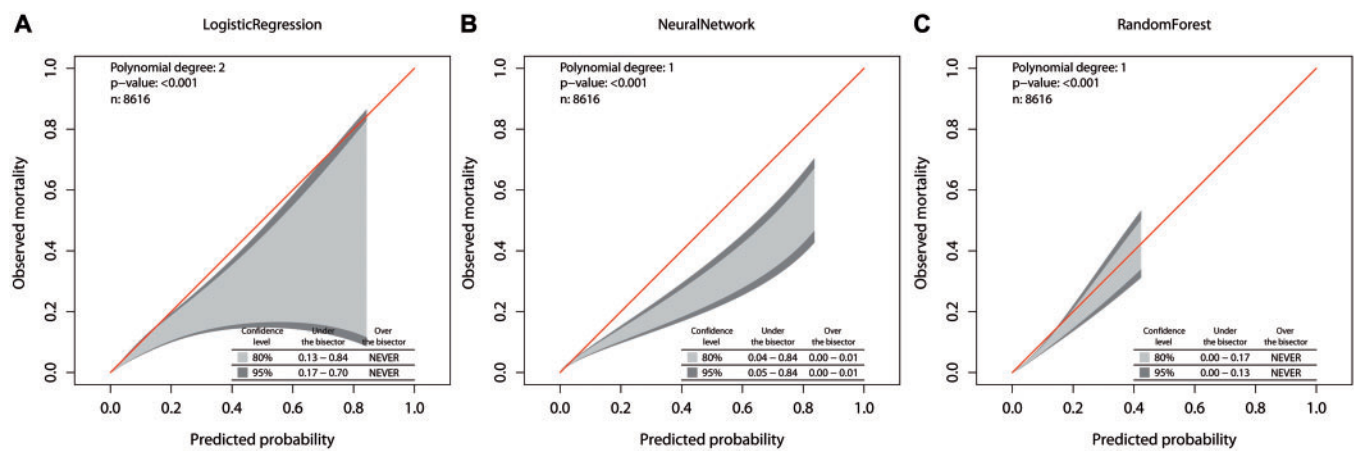 A
LogisticRegression
Polynomial degree: 2
p−value: <0.001
n: 8616
Observed mortality
1.0
0.8
0.6
0.4
0.2
0.0
Confidence Under Over
level the bisector the bisector
80% 0.13 − 0.84 NEVER
95% 0.17 − 0.70 NEVER
0.0 0.2 0.4 0.6 0.8 1.0
Predicted probability
B
NeuralNetwork
Polynomial degree: 1
p−value: <0.001
n: 8616
Observed mortality
1.0
0.8
0.6
0.4
0.2
0.0
Confidence Under Over
level the bisector the bisector
80% 0.04 − 0.84 0.00 − 0.01
95% 0.05 − 0.84 0.00 − 0.01
0.0 0.2 0.4 0.6 0.8 1.0
Predicted probability
C
RandomForest
Polynomial degree: 1
p−value: <0.001
n: 8616
Observed mortality
1.0
0.8
0.6
0.4
0.2
0.0
Confidence Under Over
level the bisector the bisector
80% 0.00 − 0.17 NEVER
95% 0.00 − 0.13 NEVER
0.0 0.2 0.4 0.6 0.8 1.0
Predicted probability